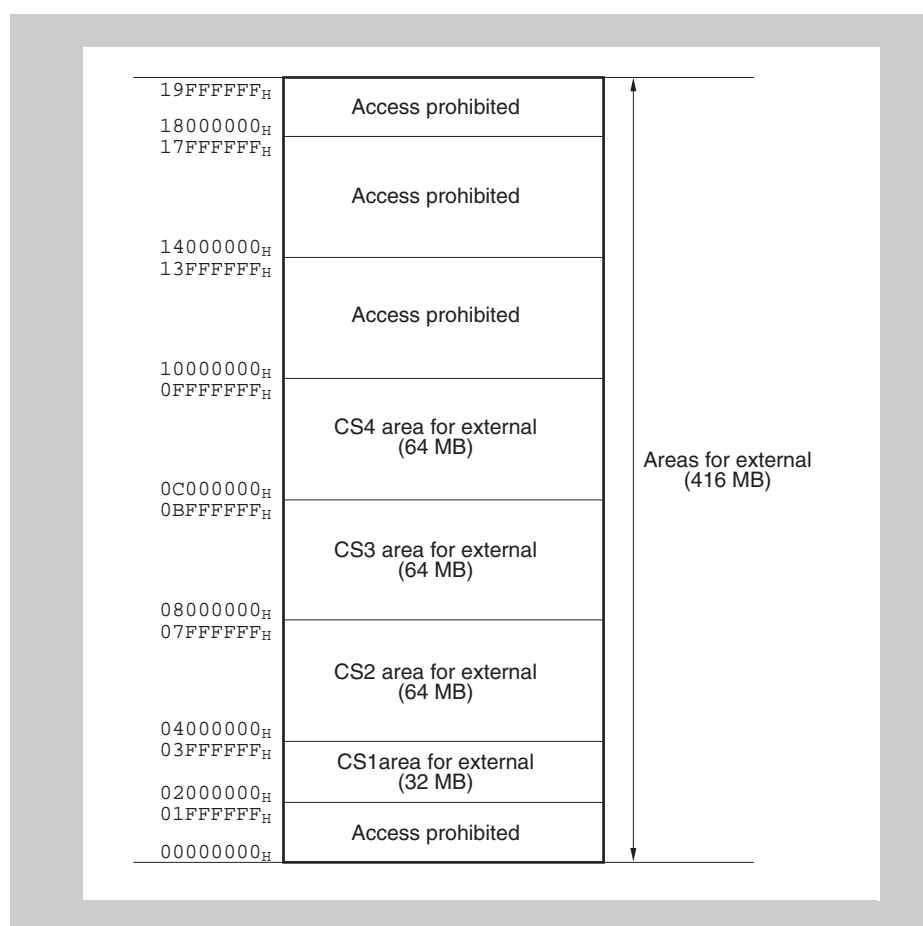 19FFFFFFH
Access prohibited
18000000H
17FFFFFFH
Access prohibited
14000000H
13FFFFFFH
Access prohibited
10000000H
0FFFFFFFH
CS4 area for external
(64 MB)
Areas for external
(416 MB)
0C000000H
0BFFFFFFH
CS3 area for external
(64 MB)
08000000H
07FFFFFFH
CS2 area for external
(64 MB)
04000000H
03FFFFFFH
CS1area for external
(32 MB)
02000000H
01FFFFFFH
Access prohibited
00000000H